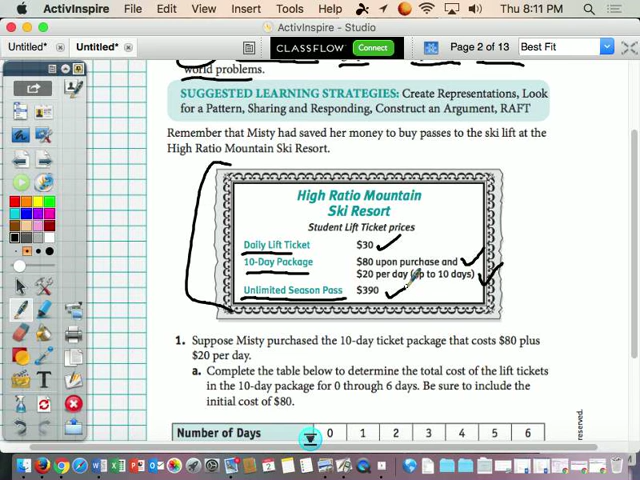 ActivInspire File Edit View Insert Tools Help Thu 8:11 PM
ActivInspire - Studio
Untitled* Untitled* CLASSFLOW Connect Page 2 of 13 Best Fit
world problems.
SUGGESTED LEARNING STRATEGIES: Create Representations, Look
for a Pattern, Sharing and Responding, Construct an Argument, RAFT
Remember that Misty had saved her money to buy passes to the ski lift at the
High Ratio Mountain Ski Resort.
High Ratio Mountain
Ski Resort
Student Lift Ticket prices
Daily Lift Ticket $30
10-Day Package $80 upon purchase and
$20 per day (up to 10 days)
Unlimited Season Pass $390
1. Suppose Misty purchased the 10-day ticket package that costs $80 plus
$20 per day.
a. Complete the table below to determine the total cost of the lift tickets
in the 10-day package for 0 through 6 days. Be sure to include the
initial cost of $80.
Number of Days 0 1 2 3 4 5 6
reserved.